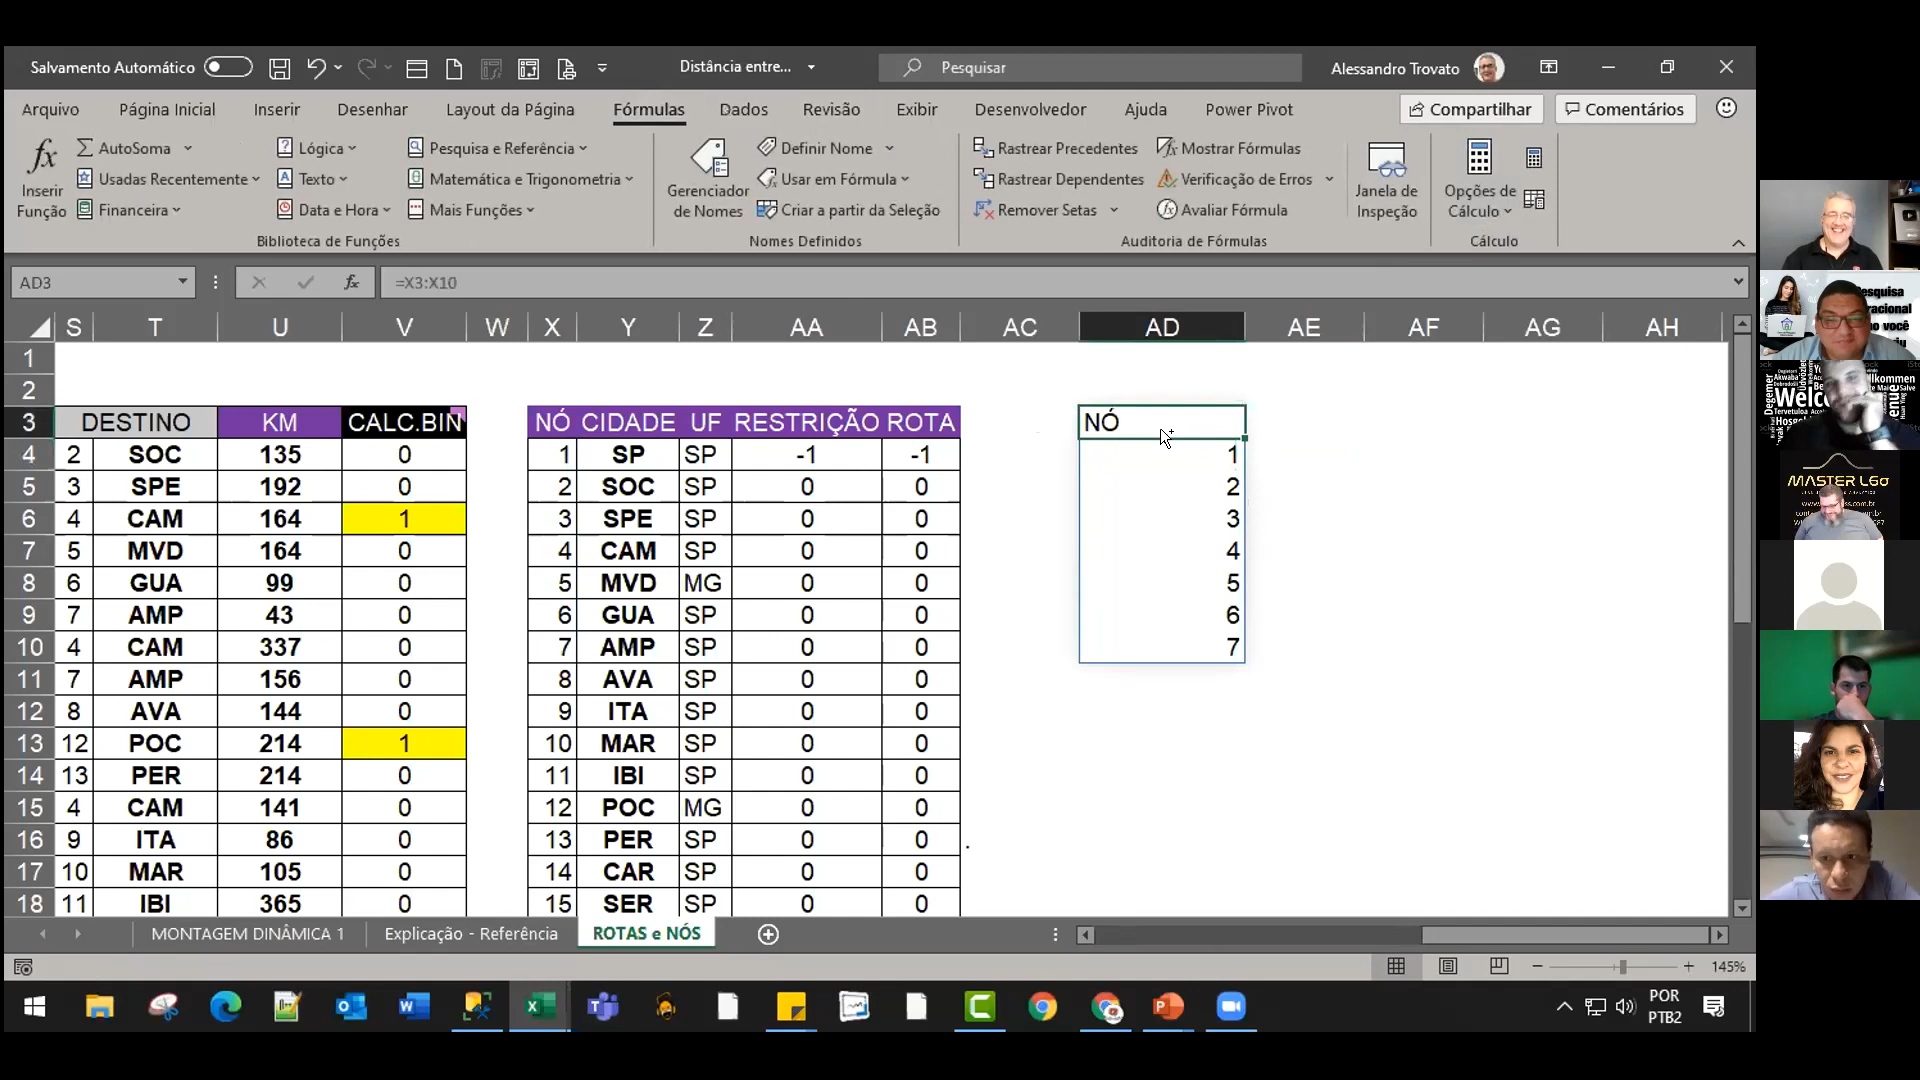 Salvamento Automático
Distância entre...
Pesquisar
Alessandro Trovato
Arquivo Página Inicial Inserir Desenhar Layout da Página Fórmulas Dados Revisão Exibir Desenvolvedor Ajuda Power Pivot Compartilhar Comentários
fx Inserir Função
AutoSoma
Usadas Recentemente
Financeira
Lógica
Texto
Data e Hora
Pesquisa e Referência
Matemática e Trigonometria
Mais Funções
Biblioteca de Funções
Gerenciador de Nomes
Definir Nome
Usar em Fórmula
Criar a partir da Seleção
Nomes Definidos
Rastrear Precedentes
Rastrear Dependentes
Remover Setas
Mostrar Fórmulas
Verificação de Erros
Avaliar Fórmula
Auditoria de Fórmulas
Janela de Inspeção
Opções de Cálculo
Cálculo
AD3 fx =X3:X10
S T U V W X Y Z AA AB AC AD AE AF AG AH
1
2
3 DESTINO KM CALC.BIN NÓ CIDADE UF RESTRIÇÃO ROTA NÓ
4 2 SOC 135 0 1 SP SP -1 -1 1
5 3 SPE 192 0 2 SOC SP 0 0 2
6 4 CAM 164 1 3 SPE SP 0 0 3
7 5 MVD 164 0 4 CAM SP 0 0 4
8 6 GUA 99 0 5 MVD MG 0 0 5
9 7 AMP 43 0 6 GUA SP 0 0 6
10 4 CAM 337 0 7 AMP SP 0 0 7
11 7 AMP 156 0 8 AVA SP 0 0
12 8 AVA 144 0 9 ITA SP 0 0
13 12 POC 214 1 10 MAR SP 0 0
14 13 PER 214 0 11 IBI SP 0 0
15 4 CAM 141 0 12 POC MG 0 0
16 9 ITA 86 0 13 PER SP 0 0 .
17 10 MAR 105 0 14 CAR SP 0 0
18 11 IBI 365 0 15 SER SP 0 0
MONTAGEM DINÂMICA 1 Explicação - Referência ROTAS e NÓS
145%
POR
PTB2
MASTER L6σ